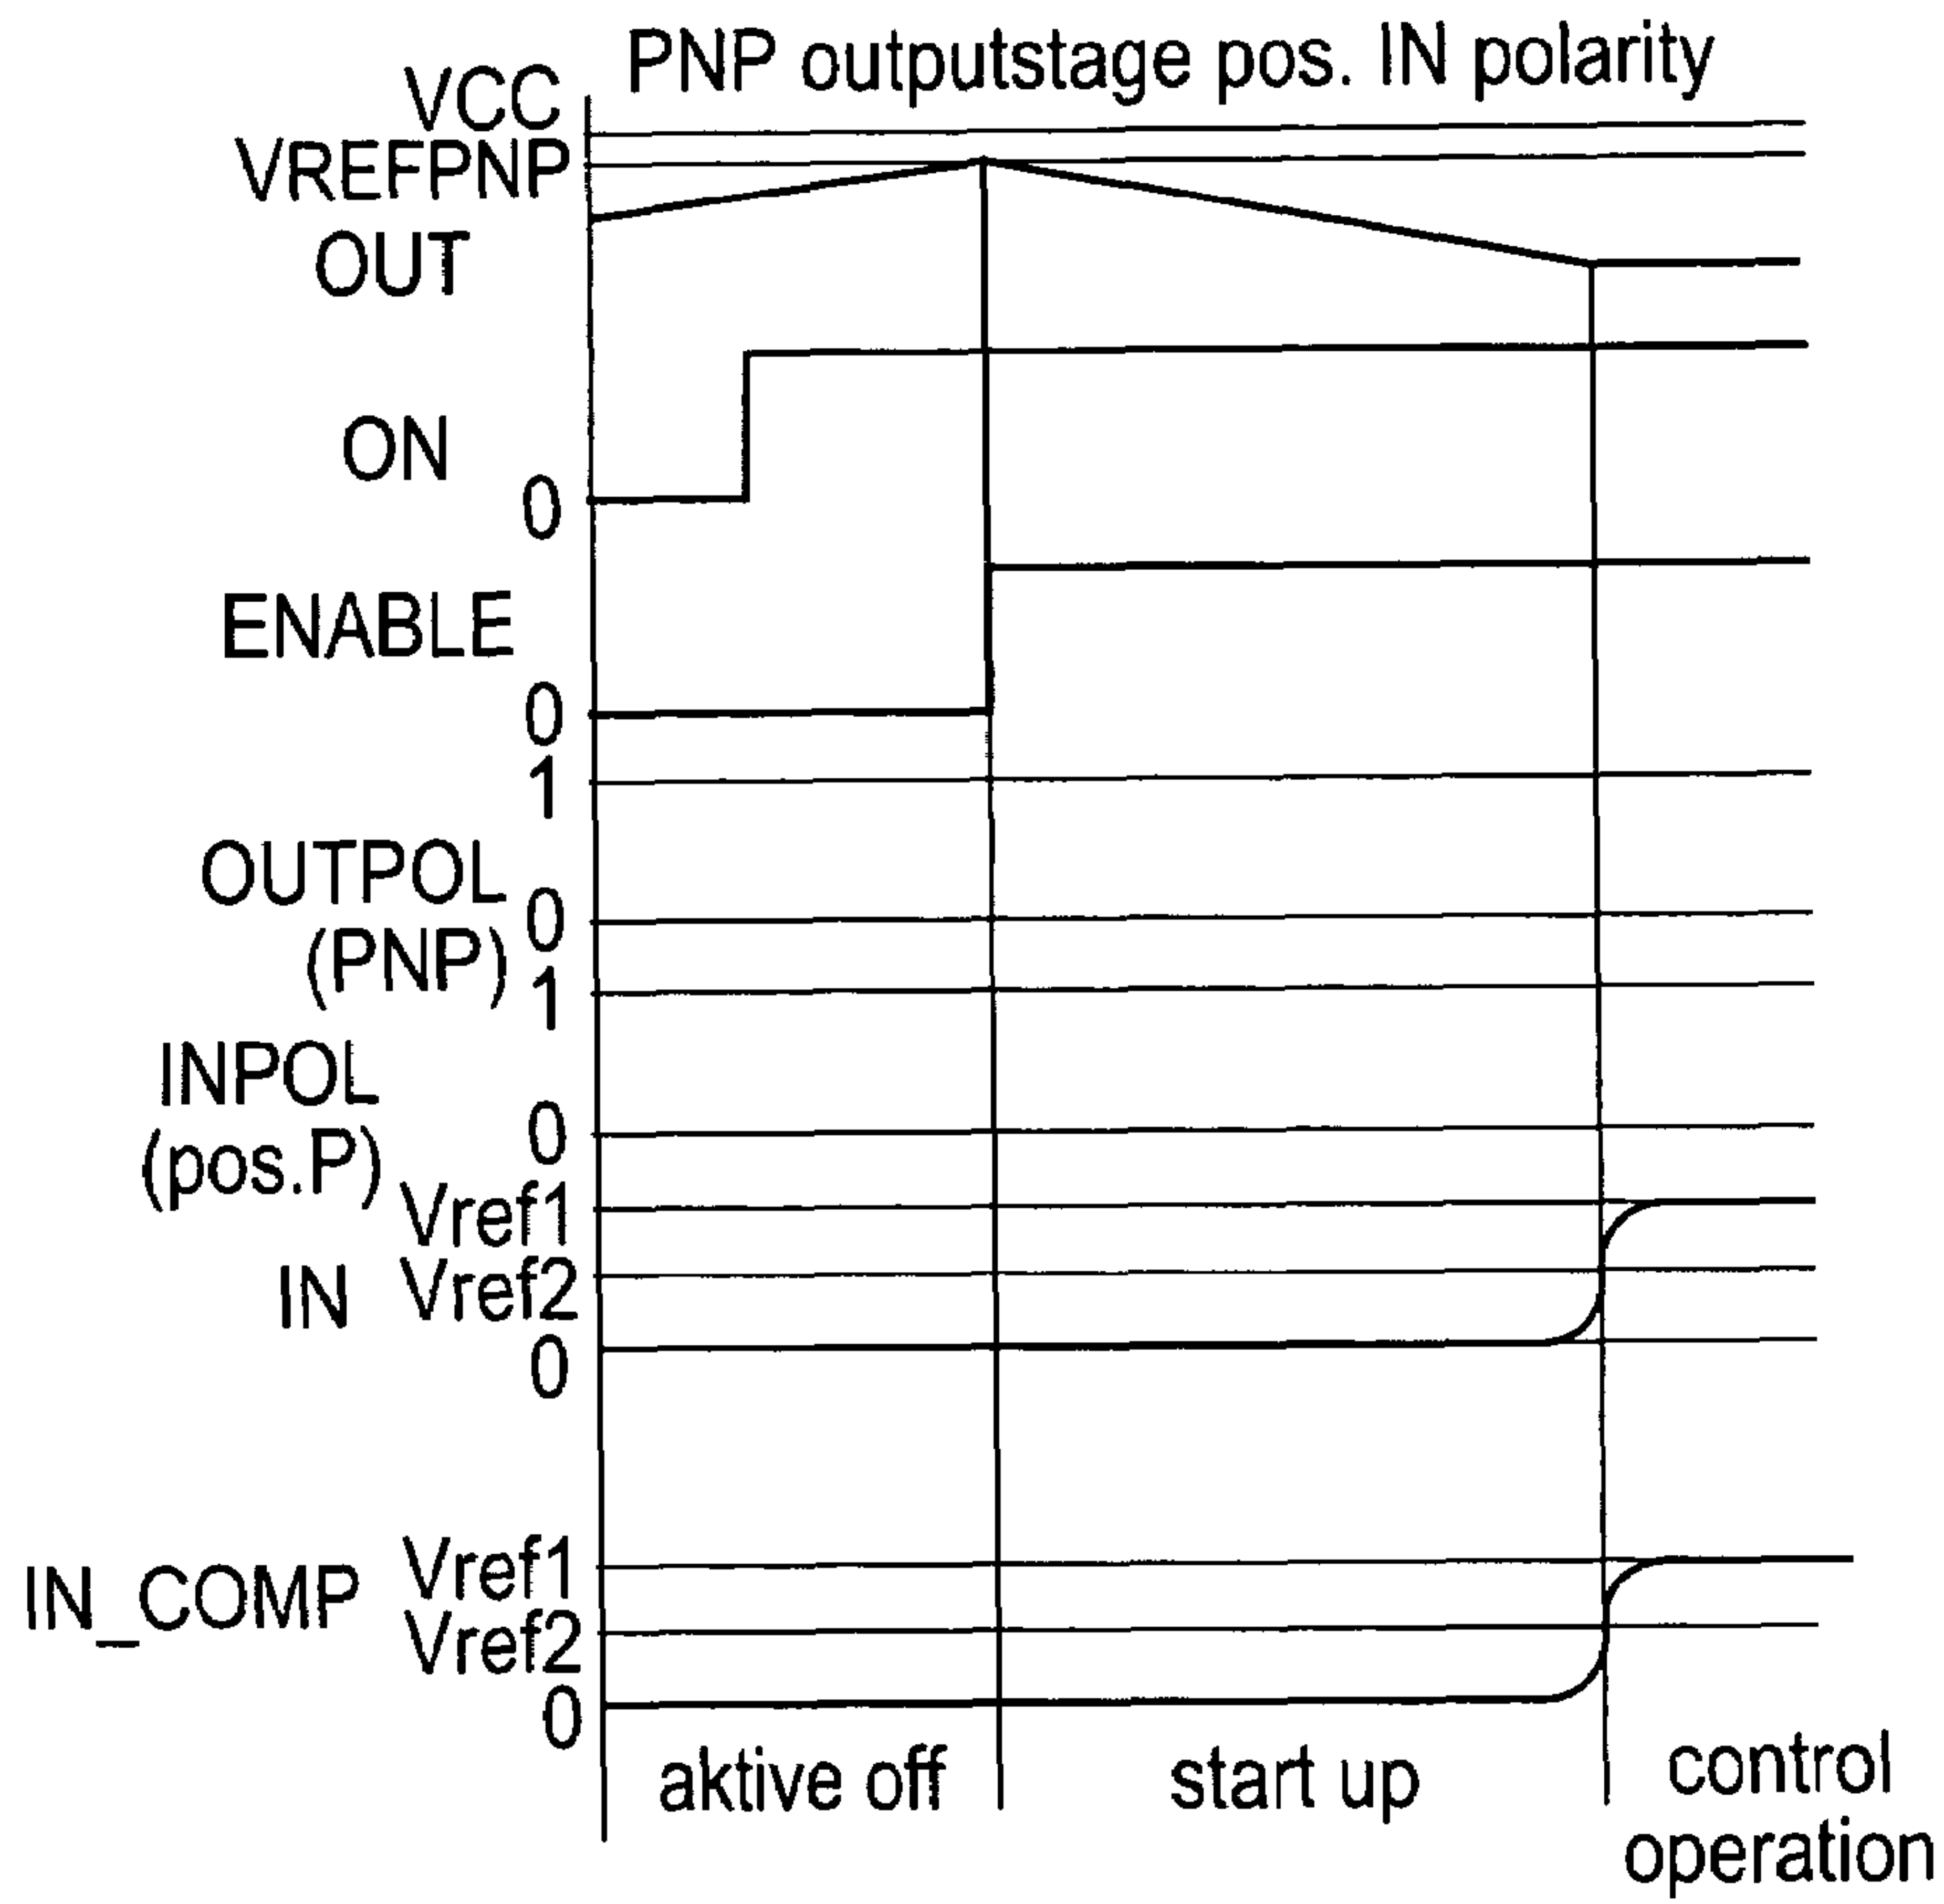 PNP outputstage pos. IN polarity
VCC
VREFPNP
OUT
ON
0
ENABLE
0
1
OUTPOL
0
(PNP)
1
INPOL
0
(pos.P)
Vref1
IN Vref2
0
Vref1
IN_COMP
Vref2
0
aktive off
start up
control
operation